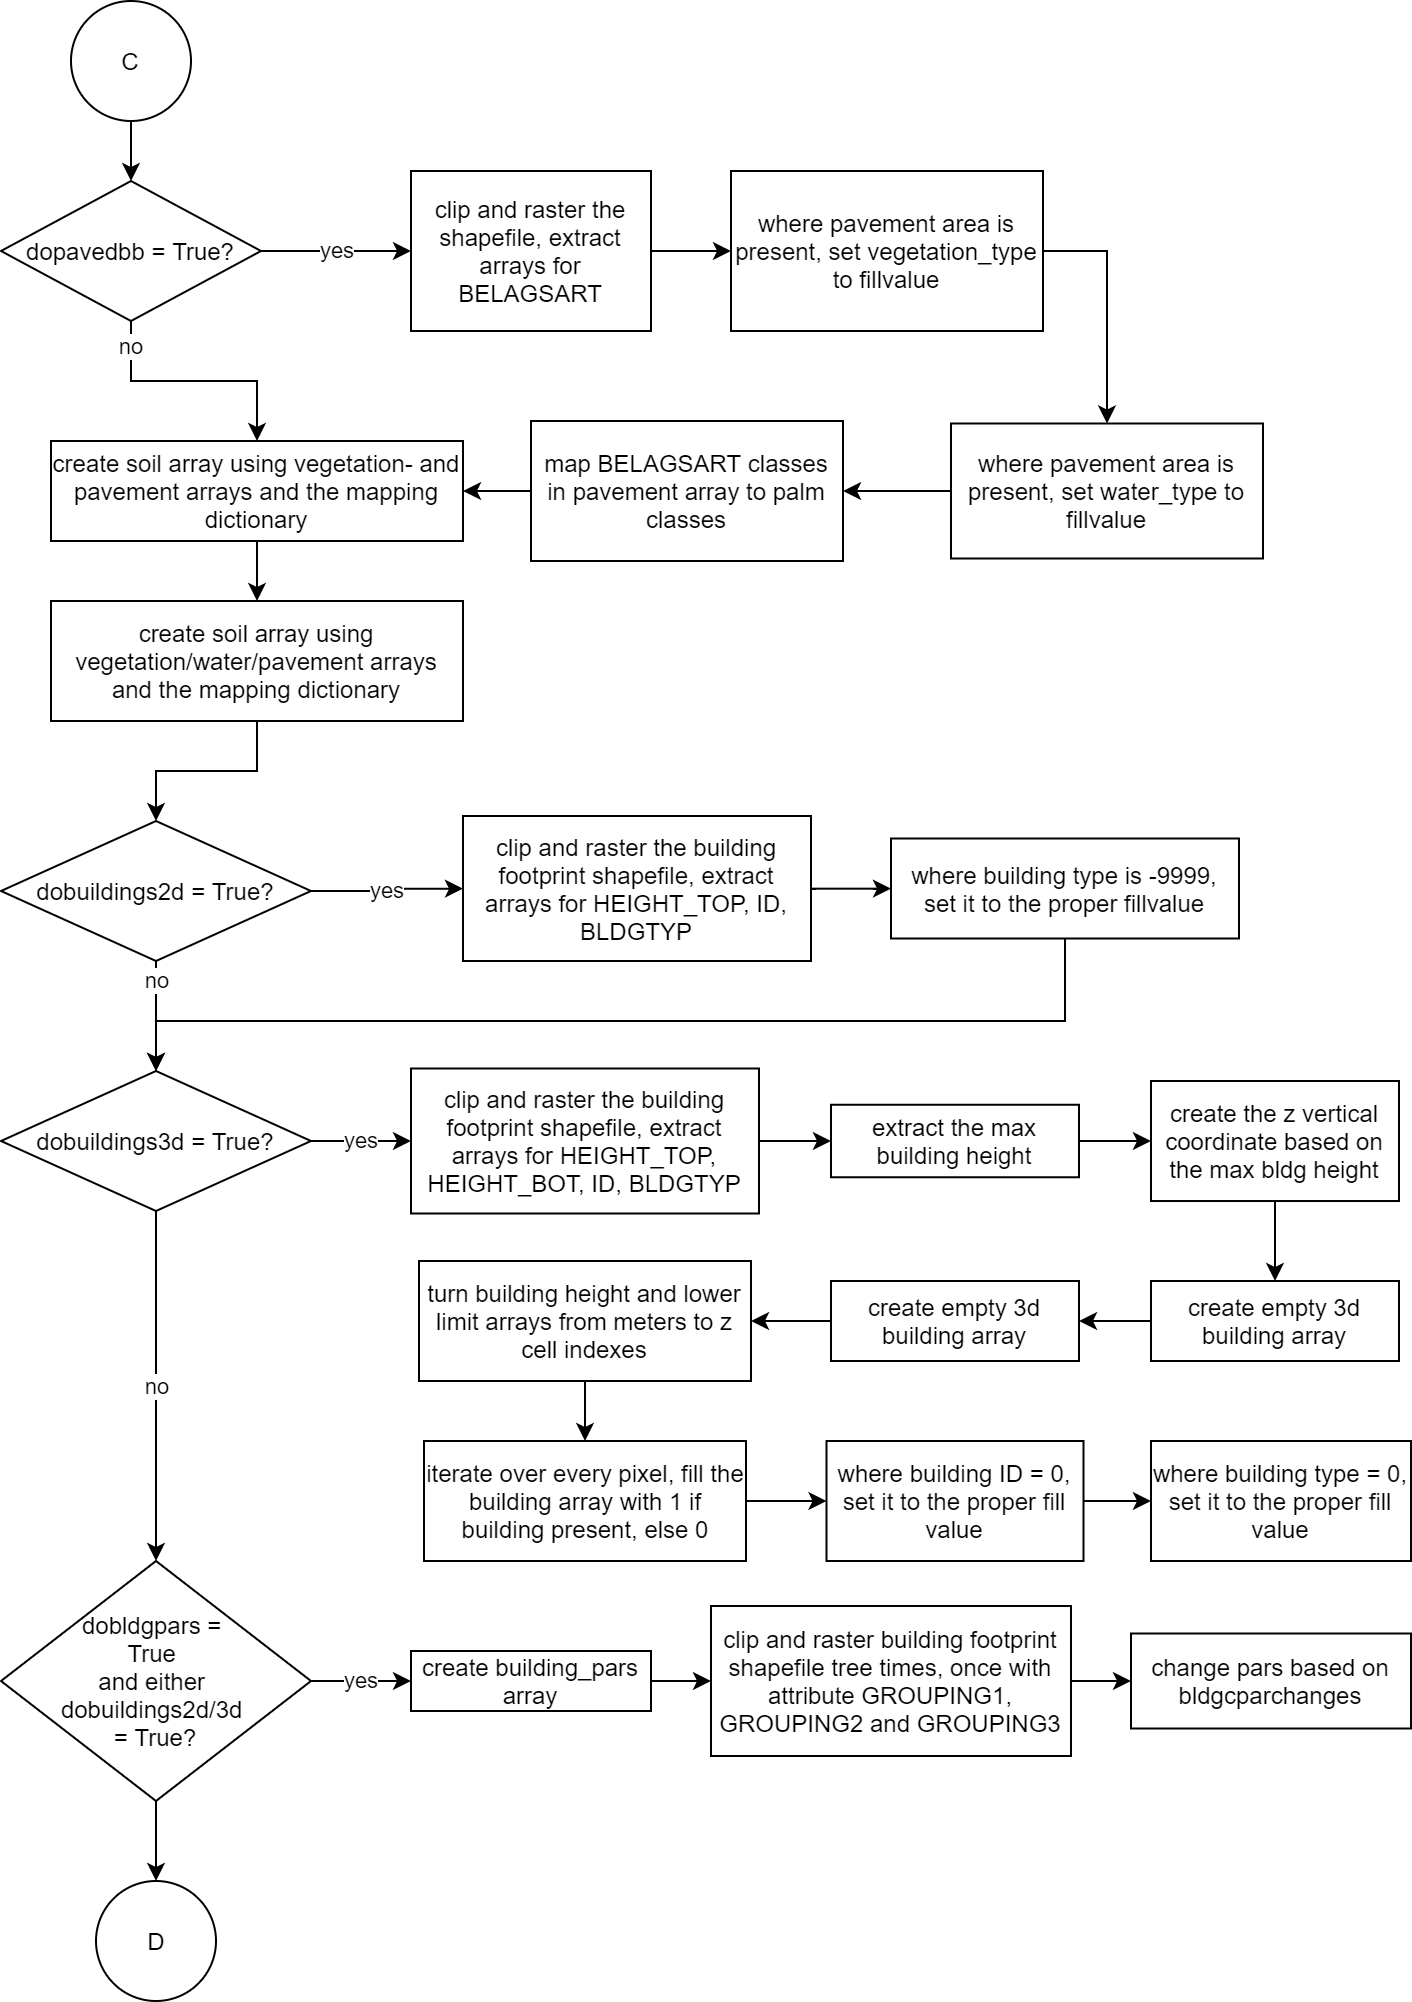 C
dopavedbb = True?
yes
clip and raster the
shapefile, extract
arrays for
BELAGSART
where pavement area is
present, set vegetation_type
to fillvalue
no
where pavement area is
present, set water_type to
fillvalue
map BELAGSART classes
in pavement array to palm
classes
create soil array using vegetation- and
pavement arrays and the mapping
dictionary
create soil array using
vegetation/water/pavement arrays
and the mapping dictionary
dobuildings2d = True?
yes
clip and raster the building
footprint shapefile, extract
arrays for HEIGHT_TOP, ID,
BLDGTYP
where building type is -9999,
set it to the proper fillvalue
no
dobuildings3d = True?
yes
clip and raster the building
footprint shapefile, extract
arrays for HEIGHT_TOP,
HEIGHT_BOT, ID, BLDGTYP
extract the max
building height
create the z vertical
coordinate based on
the max bldg height
create empty 3d
building array
create empty 3d
building array
turn building height and lower
limit arrays from meters to z
cell indexes
no
iterate over every pixel, fill the
building array with 1 if
building present, else 0
where building ID = 0,
set it to the proper fill
value
where building type = 0,
set it to the proper fill
value
dobldgpars =
True
and either
dobuildings2d/3d
= True?
yes
create building_pars
array
clip and raster building footprint
shapefile tree times, once with
attribute GROUPING1,
GROUPING2 and GROUPING3
change pars based on
bldgcparchanges
D